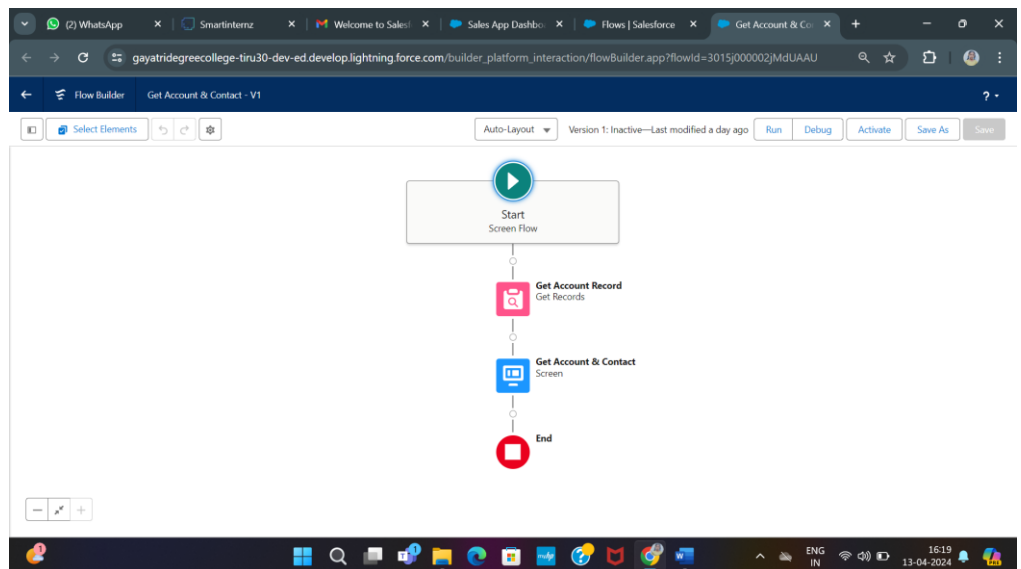 (2) WhatsApp
Smartinternz
Welcome to Sales
Sales App Dashbo
Flows | Salesforce
Get Account & Co
gayatridegreecollege-tiru30-dev-ed.develop.lightning.force.com/builder_platform_interaction/flowBuilder.app?flowId=3015j000002jMdUAAU
Flow Builder Get Account & Contact - V1 ?
Select Elements Auto-Layout Version 1: Inactive—Last modified a day ago Run Debug Activate Save As Save
Start
Screen Flow
Get Account Record
Get Records
Get Account & Contact
Screen
End
ENG
IN
16:19
13-04-2024